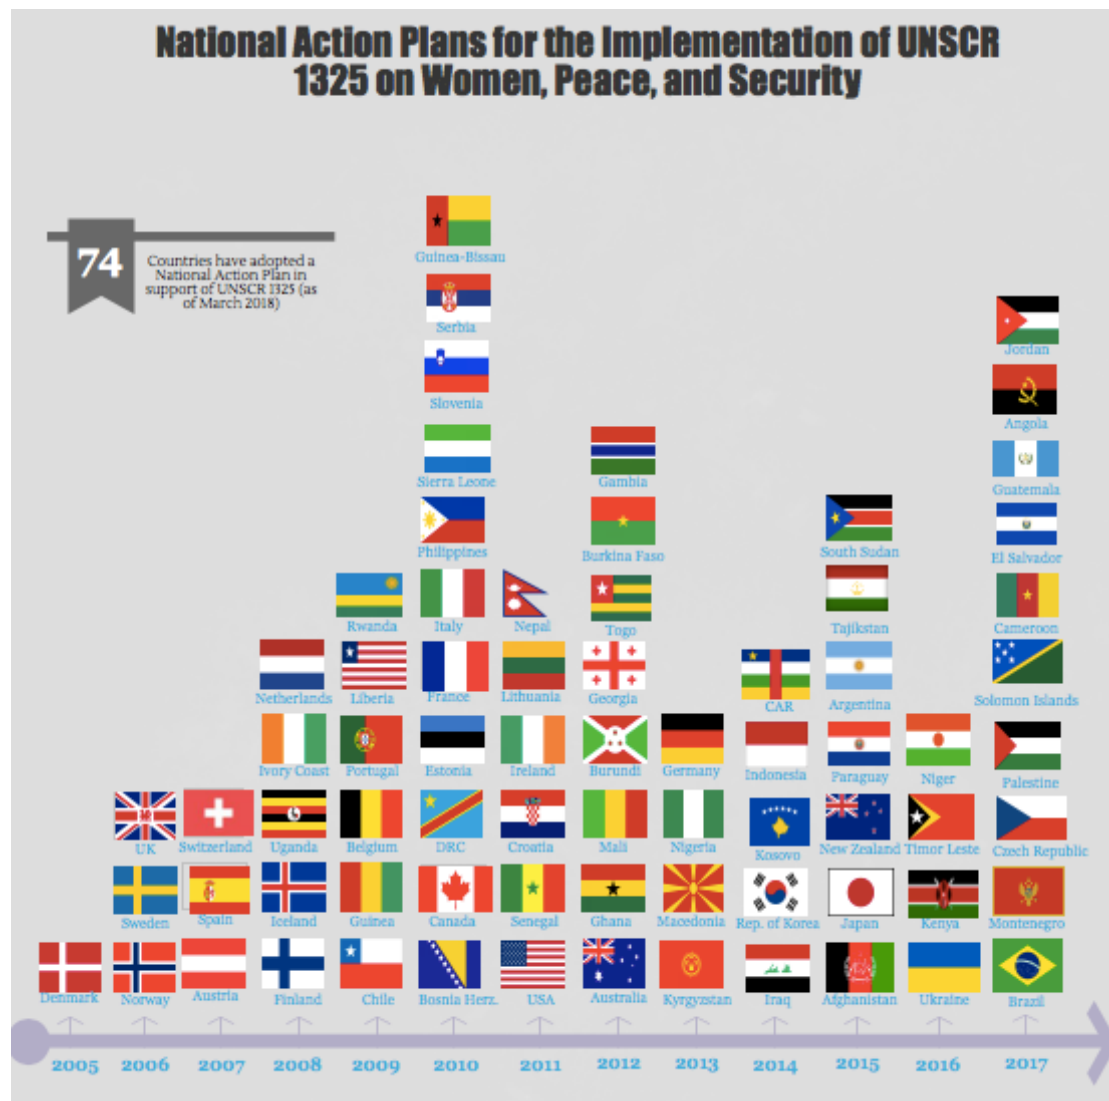 National Action Plans for the Implementation of UNSCR
1325 on Women, Peace, and Security
74
Countries have adopted a
National Action Plan in
support of UNSCR 1325 (as
of March 2018)
Guinea-Bissau
Serbia
Jordan
Slovenia
Angola
Sierra Leone
Gambia
Guatemala
Philippines
Burkina Faso
South Sudan
El Salvador
Rwanda
Italy
Nepal
Togo
Tajikstan
Cameroon
Netherlands
Liberia
France
Lithuania
Georgia
CAR
Argentina
Solomon Islands
Ivory Coast
Portugal
Estonia
Ireland
Burundi
Germany
Indonesia
Paraguay
Niger
Palestine
UK
Switzerland
Uganda
Belgium
DRC
Croatia
Mali
Nigeria
Kosovo
New Zealand
Timor Leste
Czech Republic
Sweden
Spain
Iceland
Guinea
Canada
Senegal
Ghana
Macedonia
Rep. of Korea
Japan
Kenya
Montenegro
Denmark
Norway
Austria
Finland
Chile
Bosnia Herz.
USA
Australia
Kyrgyzstan
Iraq
Afghanistan
Ukraine
Brazil
2005 2006 2007 2008 2009 2010 2011 2012 2013 2014 2015 2016 2017